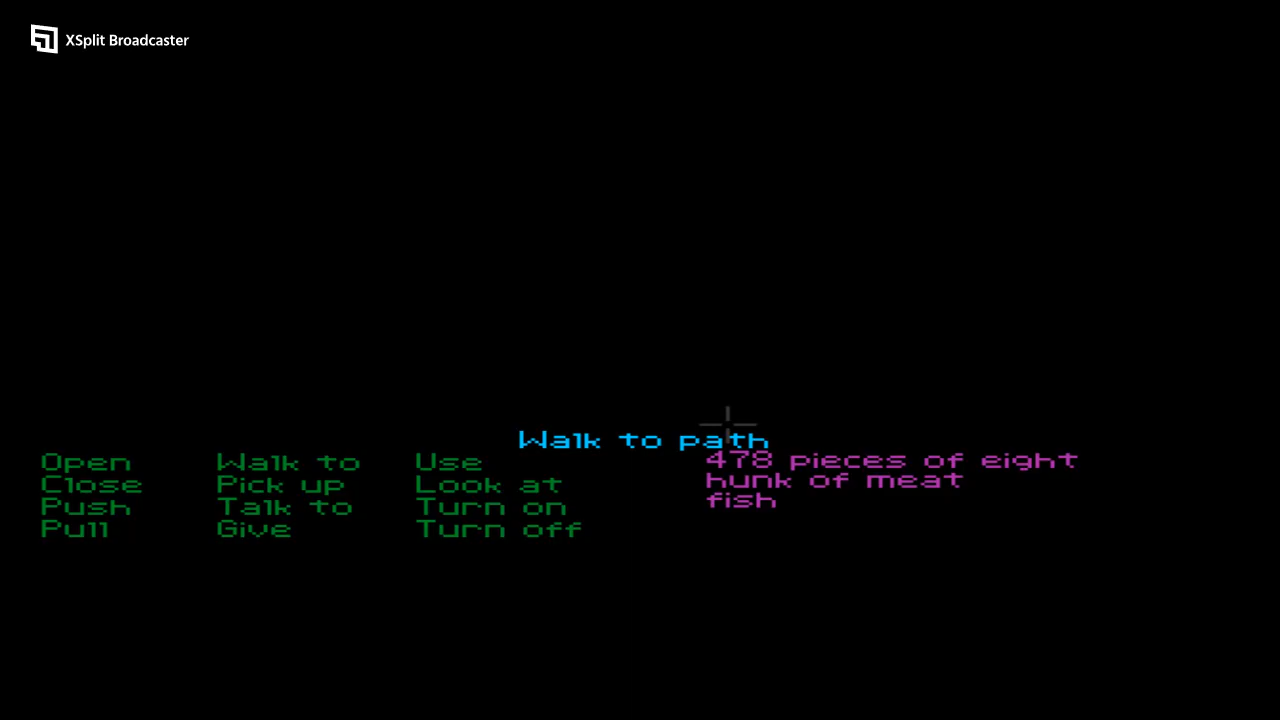 XSplit Broadcaster
Walk to path
Open Walk to Use 478 pieces of eight
Close Pick up Look at hunk of meat
Push Talk to Turn on fish
Pull Give Turn off